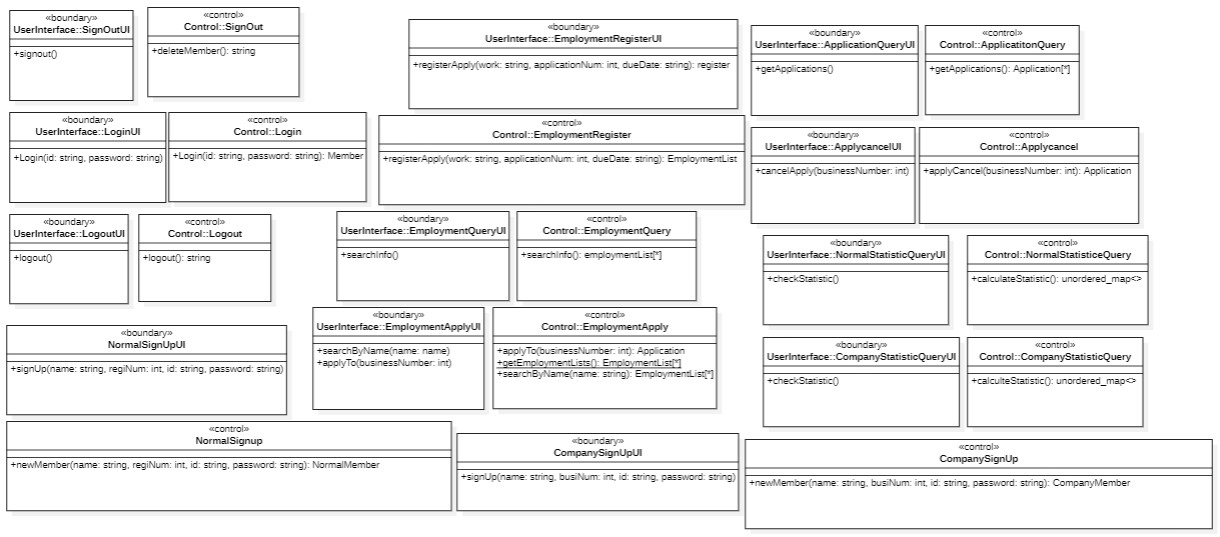 «boundary»
UserInterface::SignOutUI
+signout()
«control»
Control::SignOut
+deleteMember(): string
«boundary»
UserInterface::EmploymentRegisterUI
+registerApply(work: string, applicationNum: int, dueDate: string): register
«boundary»
UserInterface::ApplicationQueryUI
+getApplications()
«control»
Control::ApplicatitonQuery
+getApplications(): Application[*]
«boundary»
UserInterface::LoginUI
+Login(id: string, password: string)
«control»
Control::Login
+Login(id: string, password: string): Member
«control»
Control::EmploymentRegister
+registerApply(work: string, applicationNum: int, dueDate: string): EmploymentList
«boundary»
UserInterface::ApplycancelUI
+cancelApply(businessNumber: int)
«control»
Control::Applycancel
+applyCancel(businessNumber: int): Application
«boundary»
UserInterface::LogoutUI
+logout()
«control»
Control::Logout
+logout(): string
«boundary»
UserInterface::EmploymentQueryUI
+searchInfo()
«control»
Control::EmploymentQuery
+searchInfo(): employmentList[*]
«boundary»
UserInterface::NormalStatisticQueryUI
+checkStatistic()
«control»
Control::NormalStatisticeQuery
+calculateStatistic(): unordered_map<>
«boundary»
NormalSignUpUI
+signUp(name: string, regiNum: int, id: string, password: string)
«boundary»
UserInterface::EmploymentApplyUI
+searchByName(name: name)
+applyTo(businessNumber: int)
«control»
Control::EmploymentApply
+applyTo(businessNumber: int): Application
+getEmploymentLists(): EmploymentList[*]
+searchByName(name: string): EmploymentList[*]
«boundary»
UserInterface::CompanyStatisticQueryUI
+checkStatistic()
«control»
Control::CompanyStatisticQuery
+calculteStatistic(): unordered_map<>
«control»
NormalSignup
+newMember(name: string, regiNum: int, id: string, password: string): NormalMember
«boundary»
CompanySignUpUI
+signUp(name: string, busiNum: int, id: string, password: string)
«control»
CompanySignUp
+newMember(name: string, busiNum: int, id: string, password: string): CompanyMember